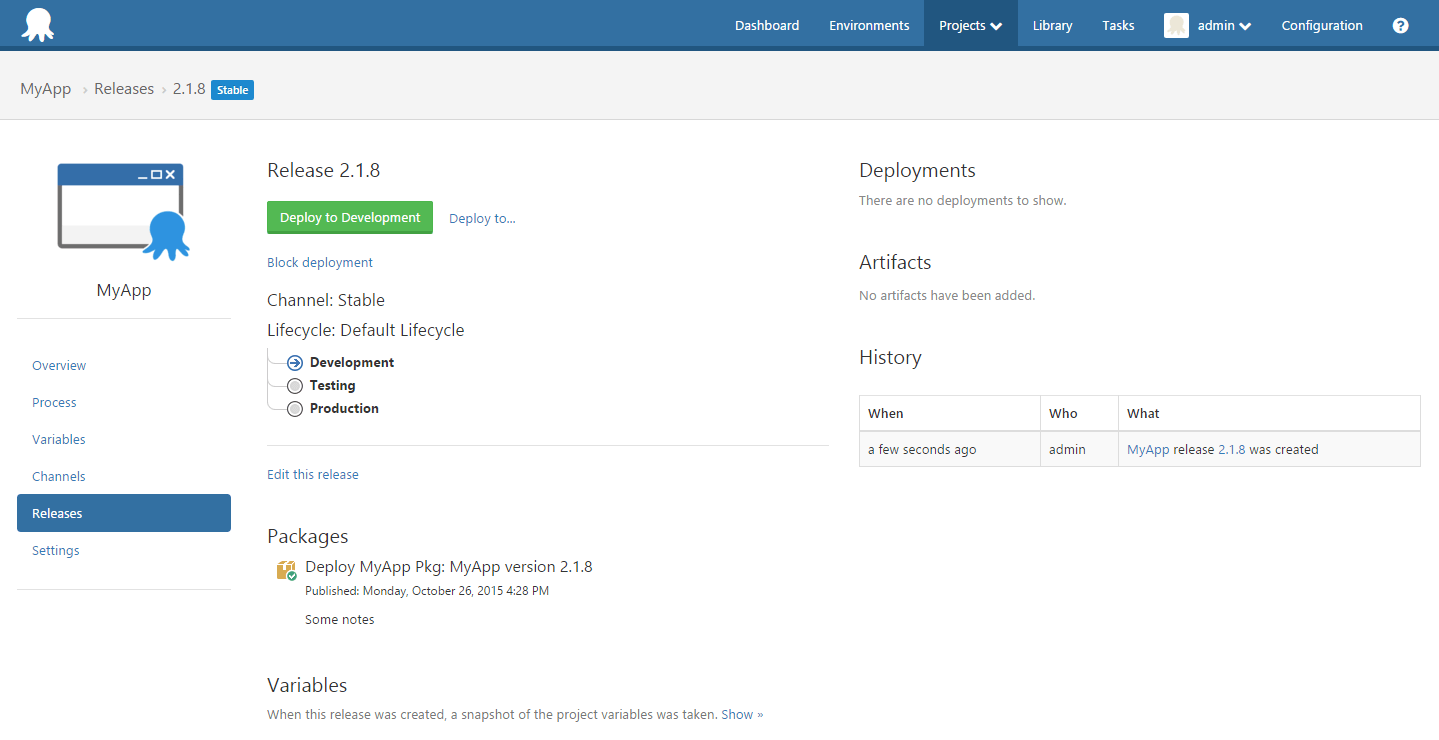 Dashboard Environments Projects Library Tasks admin Configuration ?
MyApp › Releases › 2.1.8 Stable
MyApp
Overview
Process
Variables
Channels
Releases
Settings
Release 2.1.8
Deploy to Development Deploy to...
Block deployment
Channel: Stable
Lifecycle: Default Lifecycle
Development
Testing
Production
Edit this release
Packages
Deploy MyApp Pkg: MyApp version 2.1.8
Published: Monday, October 26, 2015 4:28 PM
Some notes
Variables
When this release was created, a snapshot of the project variables was taken. Show »
Deployments
There are no deployments to show.
Artifacts
No artifacts have been added.
History
When Who What
a few seconds ago admin MyApp release 2.1.8 was created